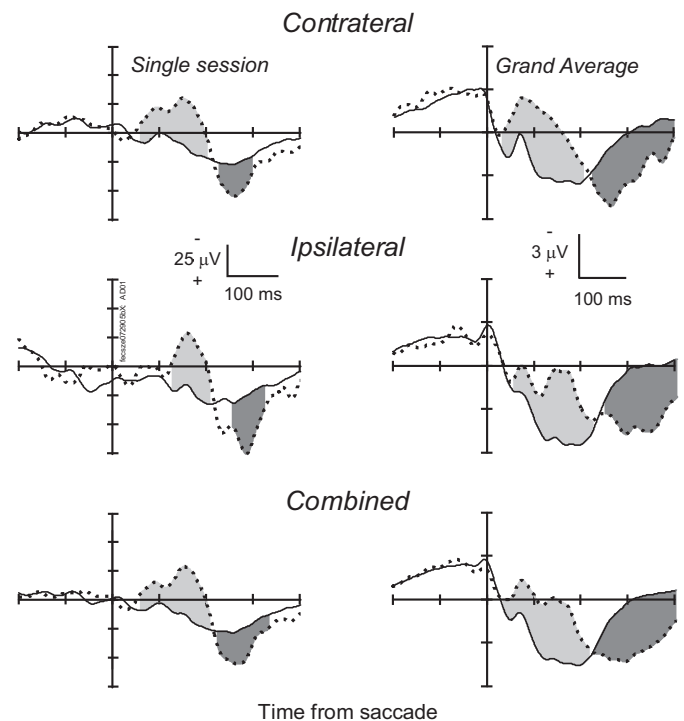 Contrateral
Single session
Grand Average
Ipsilateral
-
25 μV
+
100 ms
-
3 μV
+
100 ms
Combined
Time from saccade